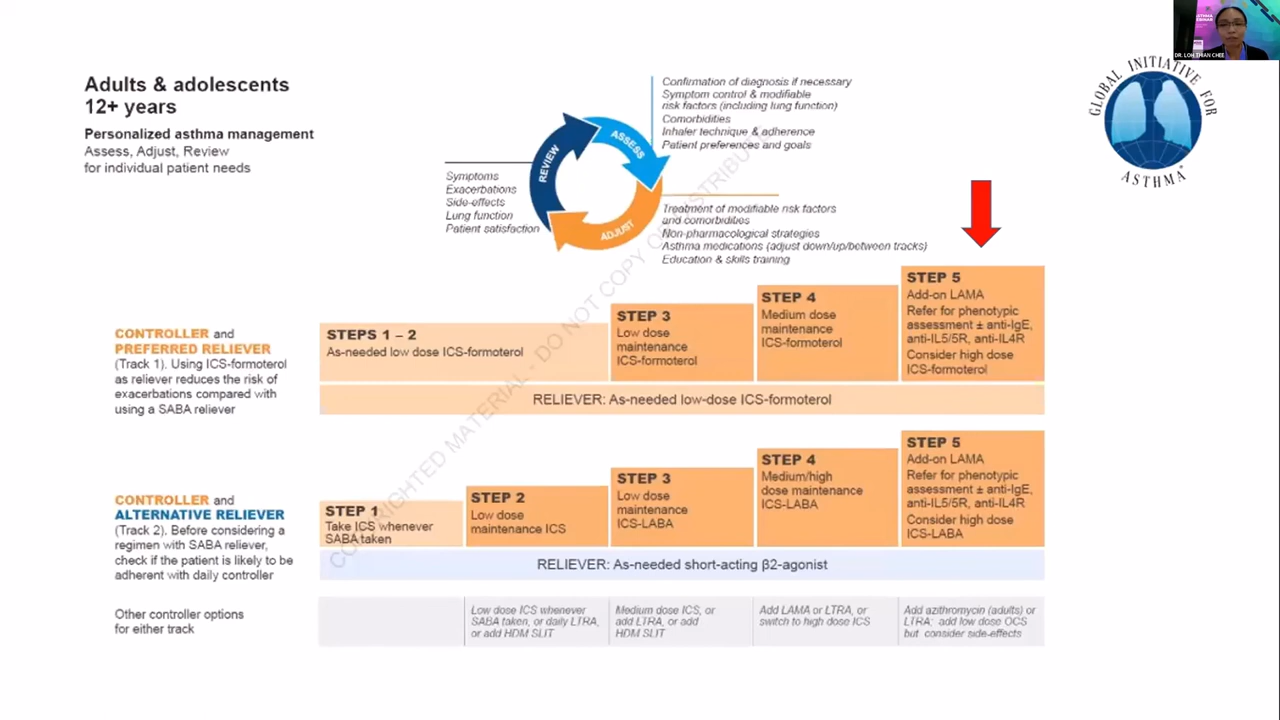 DR. LOH THIAN CHEE
GLOBAL INITIATIVE FOR
ASTHMA
Adults & adolescents
12+ years
Personalized asthma management
Assess, Adjust, Review
for individual patient needs
Confirmation of diagnosis if necessary
Symptom control & modifiable
risk factors (including lung function)
Comorbidities
Inhaler technique & adherence
Patient preferences and goals
REVIEW
ASSESS
ADJUST
Symptoms
Exacerbations
Side-effects
Lung function
Patient satisfaction
Treatment of modifiable risk factors
and comorbidities
Non-pharmacological strategies
Asthma medications (adjust down/up/between tracks)
Education & skills training
CONTROLLER and
PREFERRED RELIEVER
(Track 1). Using ICS-formoterol
as reliever reduces the risk of
exacerbations compared with
using a SABA reliever
STEPS 1 – 2
As-needed low dose ICS-formoterol
STEP 3
Low dose
maintenance
ICS-formoterol
STEP 4
Medium dose
maintenance
ICS-formoterol
STEP 5
Add-on LAMA
Refer for phenotypic
assessment ± anti-IgE,
anti-IL5/5R, anti-IL4R
Consider high dose
ICS-formoterol
RELIEVER: As-needed low-dose ICS-formoterol
CONTROLLER and
ALTERNATIVE RELIEVER
(Track 2). Before considering a
regimen with SABA reliever,
check if the patient is likely to be
adherent with daily controller
STEP 1
Take ICS whenever
SABA taken
STEP 2
Low dose
maintenance ICS
STEP 3
Low dose
maintenance
ICS-LABA
STEP 4
Medium/high
dose maintenance
ICS-LABA
STEP 5
Add-on LAMA
Refer for phenotypic
assessment ± anti-IgE,
anti-IL5/5R, anti-IL4R
Consider high dose
ICS-LABA
RELIEVER: As-needed short-acting β2-agonist
Other controller options
for either track
Low dose ICS whenever
SABA taken, or daily LTRA,
or add HDM SLIT
Medium dose ICS, or
add LTRA, or add
HDM SLIT
Add LAMA or LTRA, or
switch to high dose ICS
Add azithromycin (adults) or
LTRA; add low dose OCS
but consider side-effects
COPYRIGHTED MATERIAL - DO NOT COPY OR DISTRIBUTE